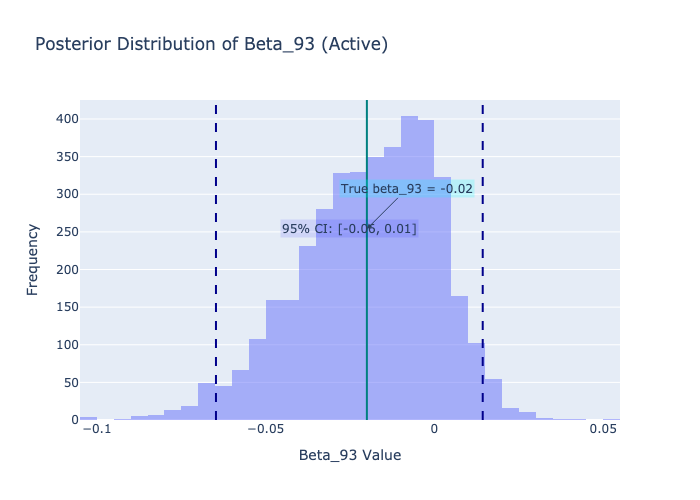 Posterior Distribution of Beta_93 (Active)
400
350
300
250
200
150
100
50
0
Frequency
True beta_93 = -0.02
95% CI: [-0.06, 0.01]
−0.1
−0.05
0
0.05
Beta_93 Value